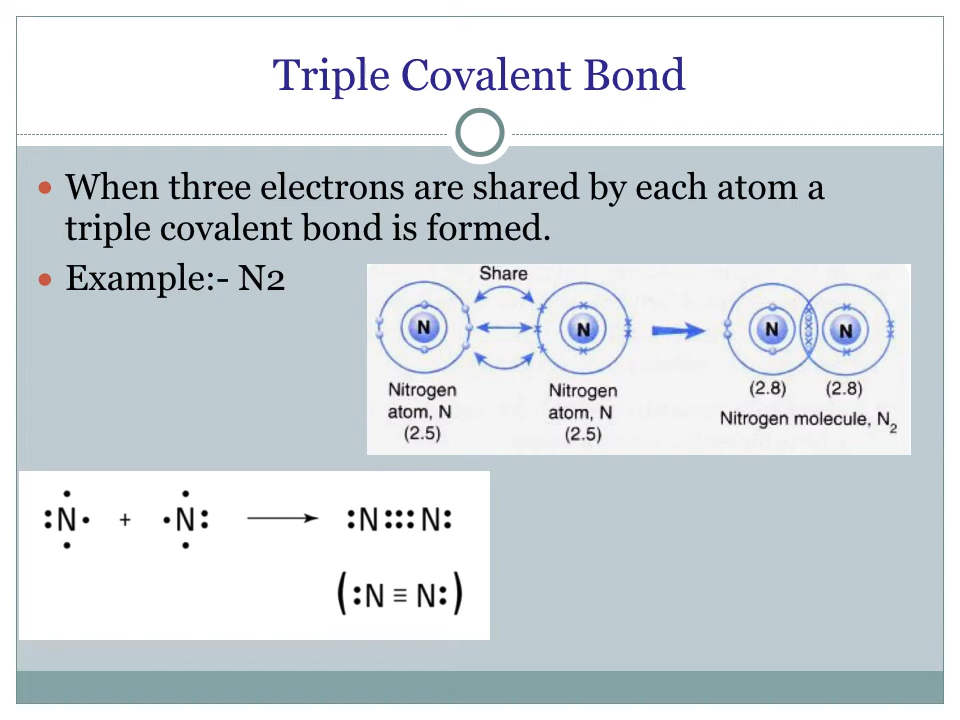 Triple Covalent Bond
When three electrons are shared by each atom a
triple covalent bond is formed.
Example:- N2
Share
N N N N
Nitrogen atom, N (2.5)
Nitrogen atom, N (2.5)
(2.8) (2.8)
Nitrogen molecule, N₂
:N· + ·N: → :N:::N:
(:N ≡ N:)